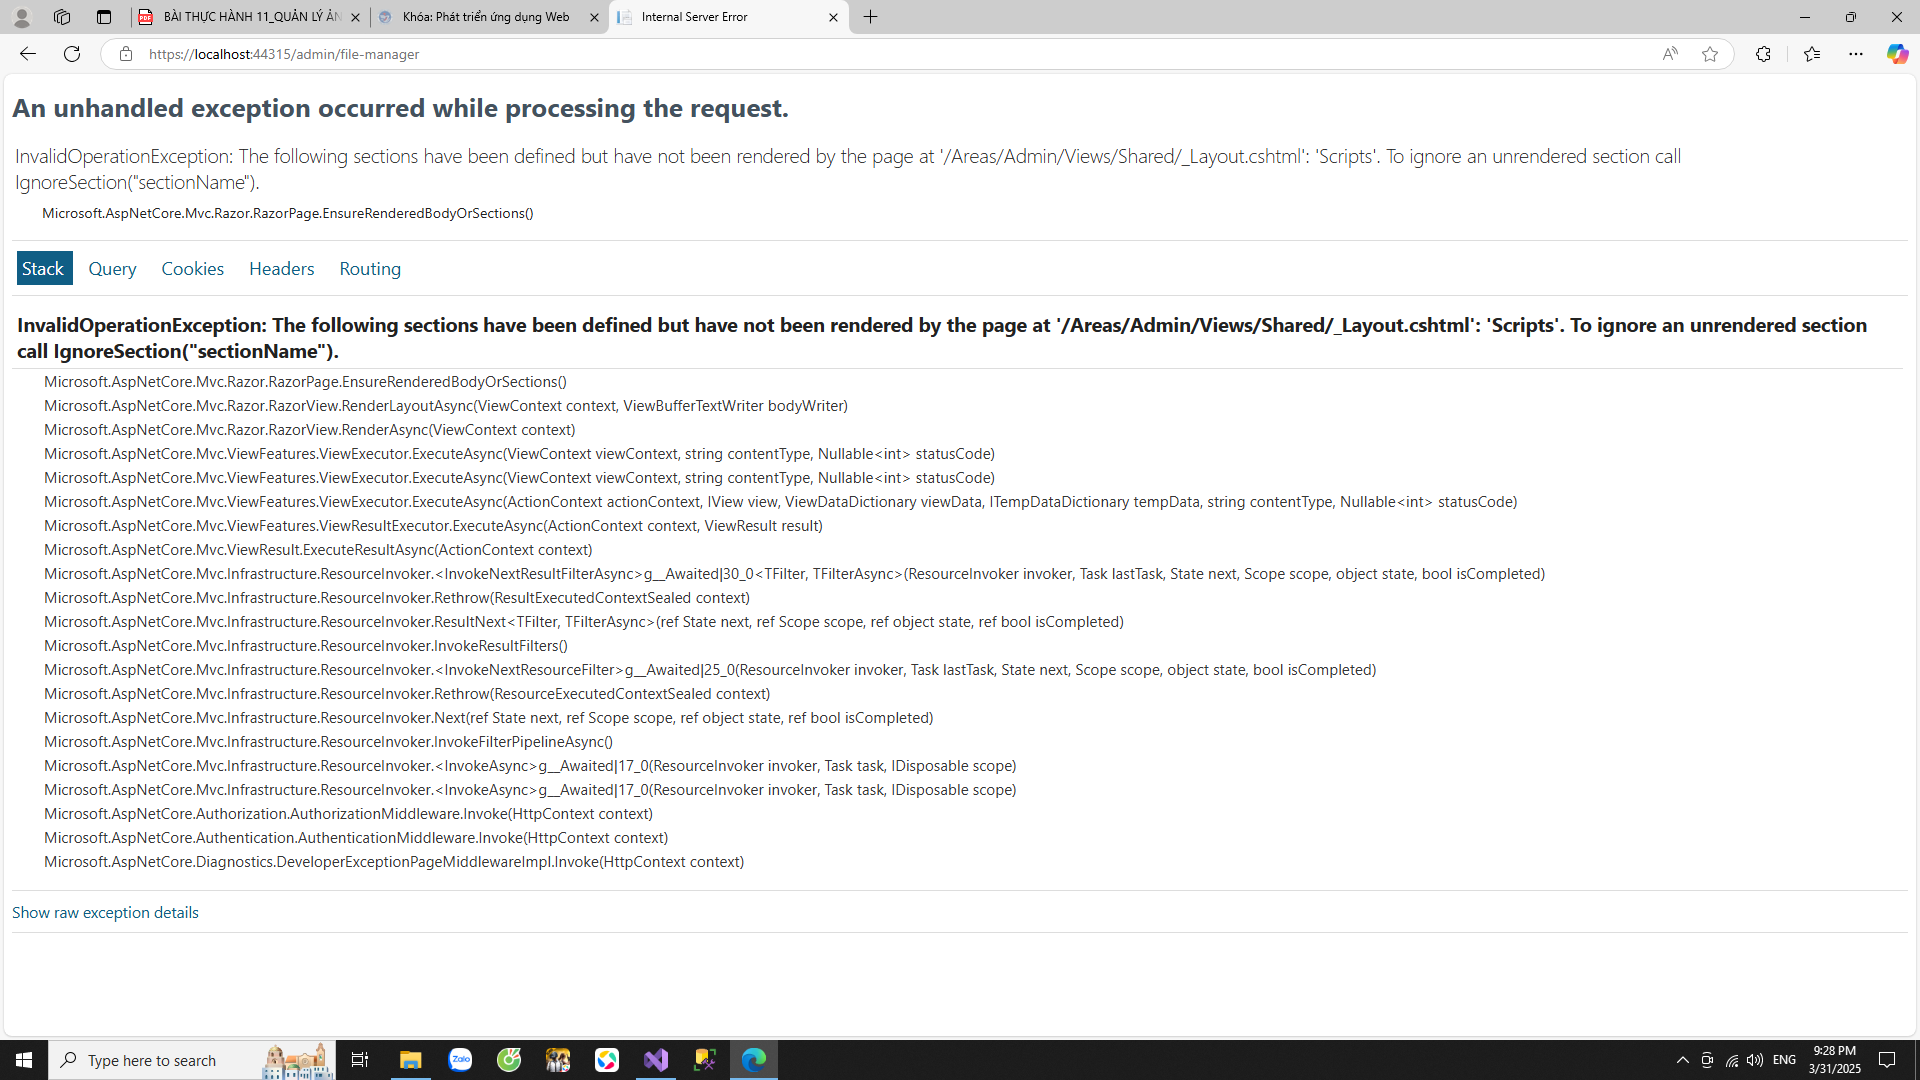 BÀI THỰC HÀNH 11_QUẢN LÝ ẢN
Khóa: Phát triển ứng dụng Web
Internal Server Error
https://localhost:44315/admin/file-manager
An unhandled exception occurred while processing the request.
InvalidOperationException: The following sections have been defined but have not been rendered by the page at '/Areas/Admin/Views/Shared/_Layout.cshtml': 'Scripts'. To ignore an unrendered section call
IgnoreSection("sectionName").
Microsoft.AspNetCore.Mvc.Razor.RazorPage.EnsureRenderedBodyOrSections()
Stack Query Cookies Headers Routing
InvalidOperationException: The following sections have been defined but have not been rendered by the page at '/Areas/Admin/Views/Shared/_Layout.cshtml': 'Scripts'. To ignore an unrendered section
call IgnoreSection("sectionName").
Microsoft.AspNetCore.Mvc.Razor.RazorPage.EnsureRenderedBodyOrSections()
Microsoft.AspNetCore.Mvc.Razor.RazorView.RenderLayoutAsync(ViewContext context, ViewBufferTextWriter bodyWriter)
Microsoft.AspNetCore.Mvc.Razor.RazorView.RenderAsync(ViewContext context)
Microsoft.AspNetCore.Mvc.ViewFeatures.ViewExecutor.ExecuteAsync(ViewContext viewContext, string contentType, Nullable<int> statusCode)
Microsoft.AspNetCore.Mvc.ViewFeatures.ViewExecutor.ExecuteAsync(ViewContext viewContext, string contentType, Nullable<int> statusCode)
Microsoft.AspNetCore.Mvc.ViewFeatures.ViewExecutor.ExecuteAsync(ActionContext actionContext, IView view, ViewDataDictionary viewData, ITempDataDictionary tempData, string contentType, Nullable<int> statusCode)
Microsoft.AspNetCore.Mvc.ViewFeatures.ViewResultExecutor.ExecuteAsync(ActionContext context, ViewResult result)
Microsoft.AspNetCore.Mvc.ViewResult.ExecuteResultAsync(ActionContext context)
Microsoft.AspNetCore.Mvc.Infrastructure.ResourceInvoker.<InvokeNextResultFilterAsync>g__Awaited|30_0<TFilter, TFilterAsync>(ResourceInvoker invoker, Task lastTask, State next, Scope scope, object state, bool isCompleted)
Microsoft.AspNetCore.Mvc.Infrastructure.ResourceInvoker.Rethrow(ResultExecutedContextSealed context)
Microsoft.AspNetCore.Mvc.Infrastructure.ResourceInvoker.ResultNext<TFilter, TFilterAsync>(ref State next, ref Scope scope, ref object state, ref bool isCompleted)
Microsoft.AspNetCore.Mvc.Infrastructure.ResourceInvoker.InvokeResultFilters()
Microsoft.AspNetCore.Mvc.Infrastructure.ResourceInvoker.<InvokeNextResourceFilter>g__Awaited|25_0(ResourceInvoker invoker, Task lastTask, State next, Scope scope, object state, bool isCompleted)
Microsoft.AspNetCore.Mvc.Infrastructure.ResourceInvoker.Rethrow(ResourceExecutedContextSealed context)
Microsoft.AspNetCore.Mvc.Infrastructure.ResourceInvoker.Next(ref State next, ref Scope scope, ref object state, ref bool isCompleted)
Microsoft.AspNetCore.Mvc.Infrastructure.ResourceInvoker.InvokeFilterPipelineAsync()
Microsoft.AspNetCore.Mvc.Infrastructure.ResourceInvoker.<InvokeAsync>g__Awaited|17_0(ResourceInvoker invoker, Task task, IDisposable scope)
Microsoft.AspNetCore.Mvc.Infrastructure.ResourceInvoker.<InvokeAsync>g__Awaited|17_0(ResourceInvoker invoker, Task task, IDisposable scope)
Microsoft.AspNetCore.Authorization.AuthorizationMiddleware.Invoke(HttpContext context)
Microsoft.AspNetCore.Authentication.AuthenticationMiddleware.Invoke(HttpContext context)
Microsoft.AspNetCore.Diagnostics.DeveloperExceptionPageMiddlewareImpl.Invoke(HttpContext context)
Show raw exception details
Type here to search
Zalo
ENG
9:28 PM
3/31/2025